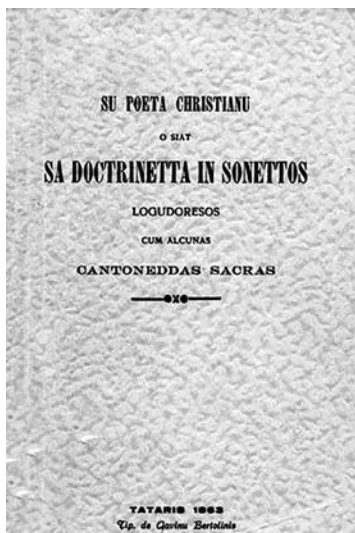 SU POETA CHRISTIANU
O SIAT
SA DOCTRINETTA IN SONETTOS
LOGUDORESOS
CUM ALCUNAS
CANTONEDDAS SACRAS
TATARIS 1863
Tip. de Gavinu Bertolinis